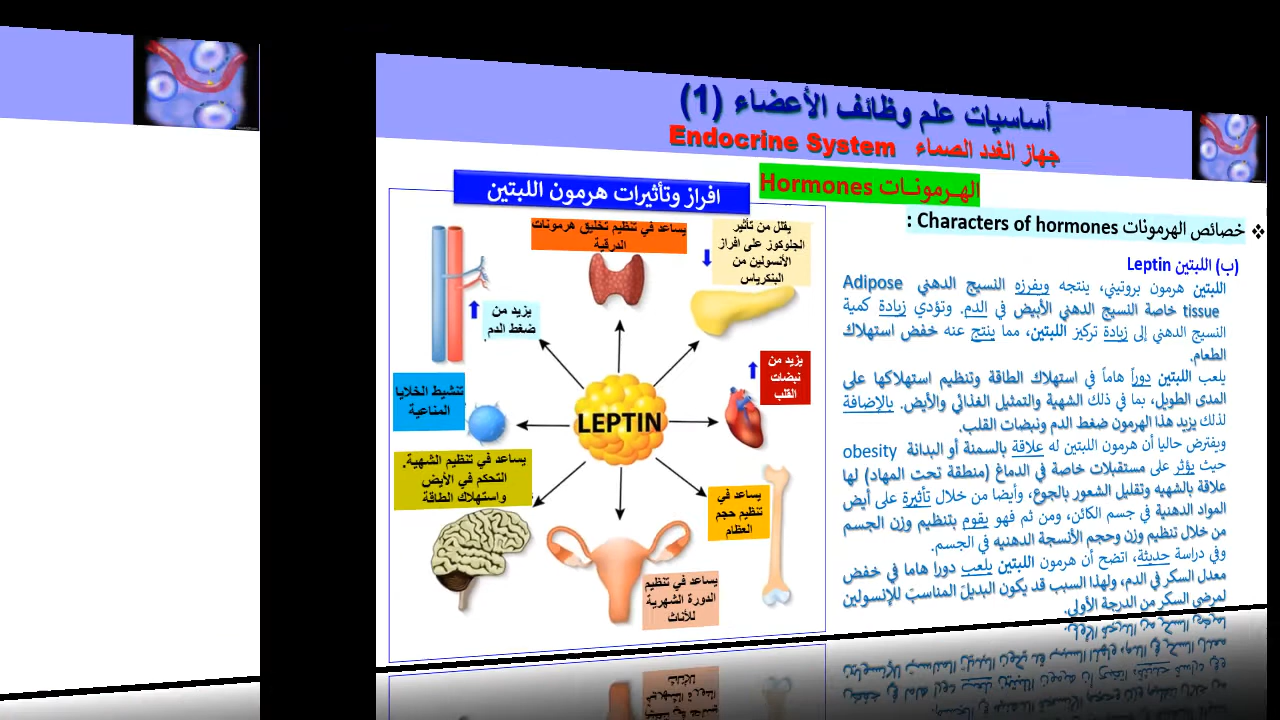 أساسيات علم وظائف الأعضاء (1)
جهاز الغدد الصماء Endocrine System
الهـرمونـات Hormones
❖ خصائص الهرمونات Characters of hormones :
(ب) اللبتين Leptin
اللبتين هرمون بروتيني، ينتجه ويفرزه النسيج الدهني Adipose
tissue خاصة النسيج الدهني الأبيض في الدم. وتؤدي زيادة كمية
النسيج الدهني إلى زيادة تركيز اللبتين، مما ينتج عنه خفض استهلاك
الطعام.
يلعب اللبتين دوراً هاماً في استهلاك الطاقة وتنظيم استهلاكها على
المدى الطويل، بما في ذلك الشهية والتمثيل الغذائي والأيض. بالإضافة
لذلك يزيد هذا الهرمون ضغط الدم ونبضات القلب.
ويفترض حاليا أن هرمون اللبتين له علاقة بالسمنة أو البدانة obesity
حيث يؤثر على مستقبلات خاصة في الدماغ (منطقة تحت المهاد) لها
علاقة بالشهيه وتقليل الشعور بالجوع، وأيضا من خلال تأثيرة على أيض
المواد الدهنية في جسم الكائن، ومن ثم فهو يقوم بتنظيم وزن الجسم
من خلال تنظيم وزن وحجم الأنسجة الدهنيه في الجسم.
وفي دراسة حديثة، اتضح أن هرمون اللبتين يلعب دورا هاما في خفض
معدل السكر في الدم، ولهذا السبب قد يكون البديل المناسب للإنسولين
لمرضى السكر من الدرجة الأولى.
افراز وتأثيرات هرمون اللبتين
يقلل من تأثير
الجلوكوز على افراز
الأنسولين من
البنكرياس
يساعد في تنظيم تخليق هرمونات
الدرقية
يزيد من
ضغط الدم
.
يزيد من
نبضات
القلب
LEPTIN
تنشيط الخلايا
المناعية
يساعد في تنظيم الشهية.
التحكم في الأيض
واستهلاك الطاقة
يساعد في
تنظيم حجم
العظام
يساعد في تنظيم
الدورة الشهرية
للأناث